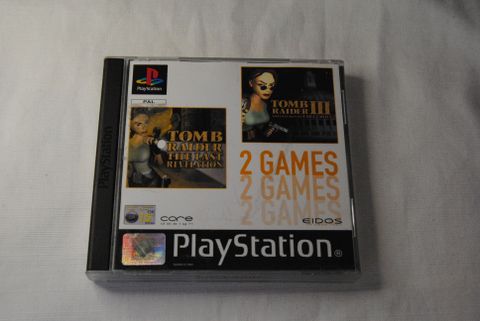 PlayStation
PlayStation
PAL
TOMB
RAIDER III
TOMB
RAIDER
THE LAST
REVELATION
2 GAMES
2 GAMES
2 GAMES
core
design
EIDOS
PlayStation®